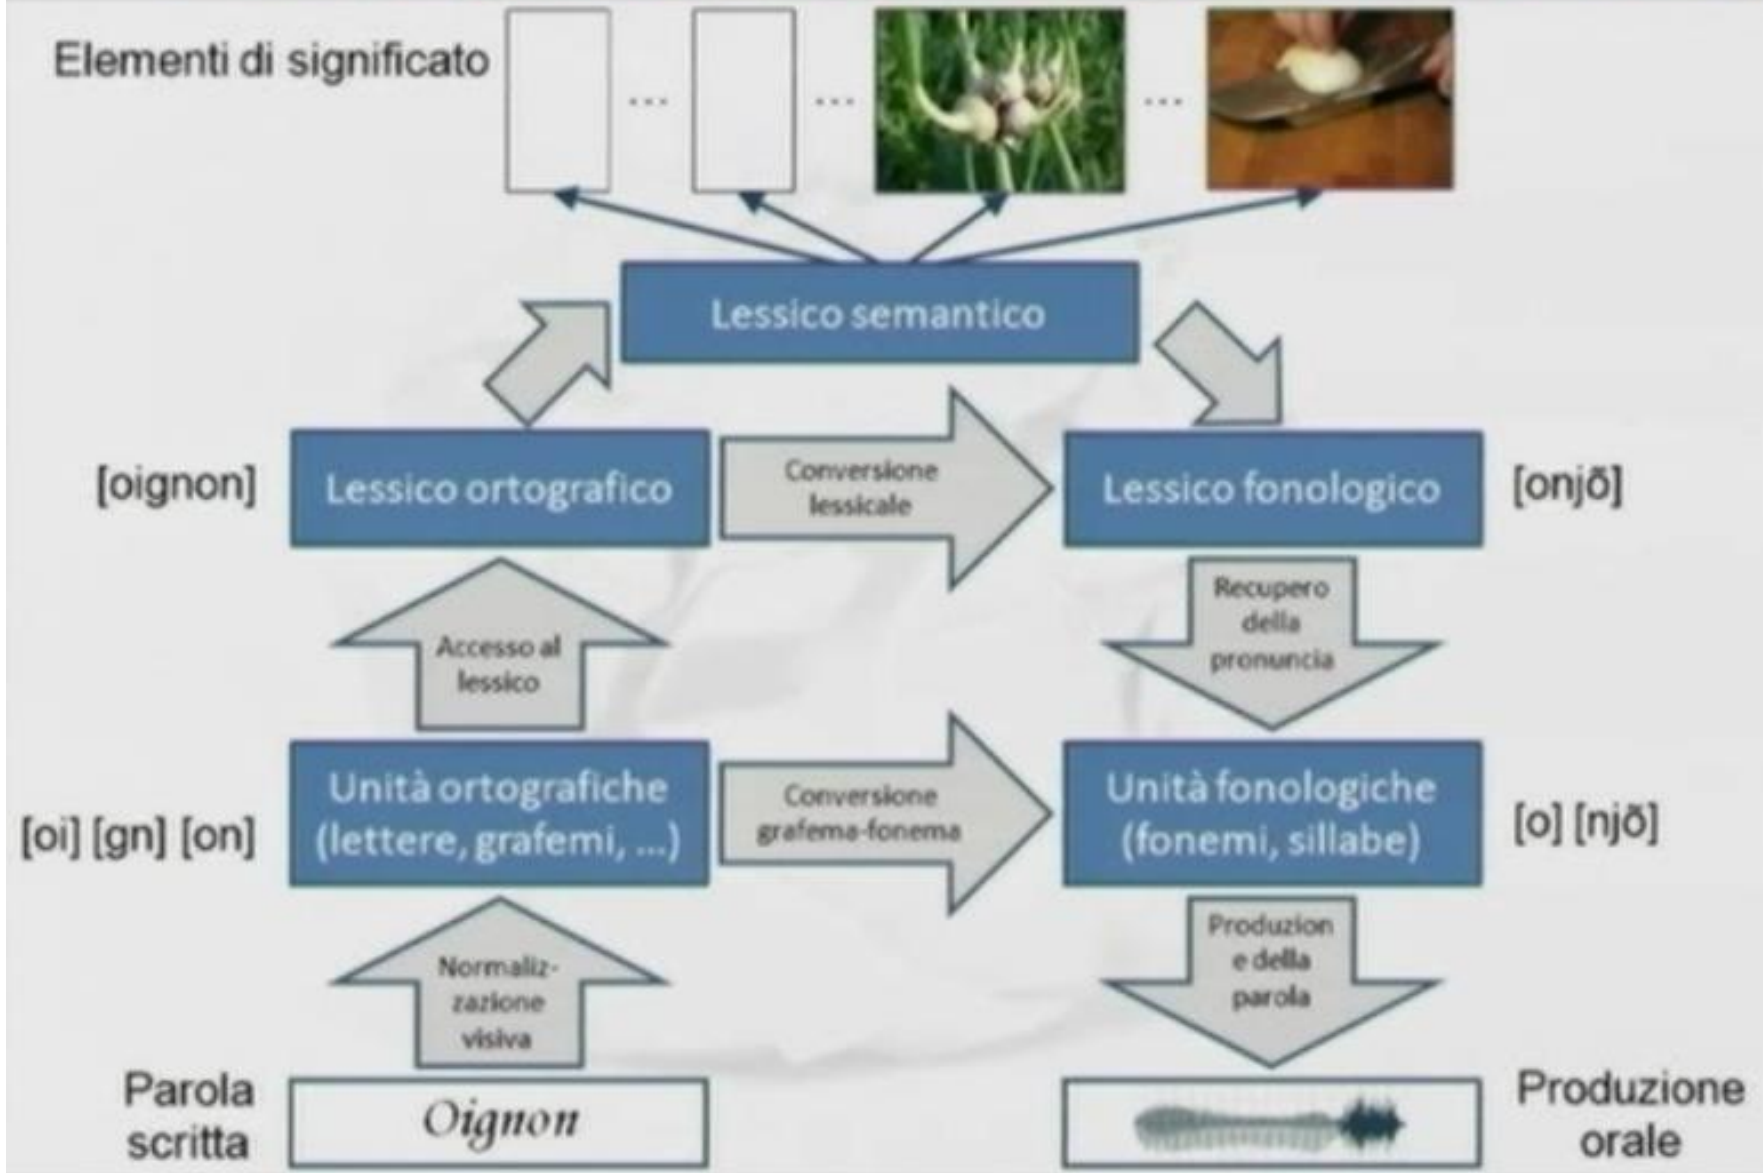 Elementi di significato
...
...
...
Lessico semantico
[oignon]
Lessico ortografico
Conversione
lessicale
Lessico fonologico
[onjõ]
Accesso al
lessico
Recupero
della
pronuncia
[oi] [gn] [on]
Unità ortografiche
(lettere, grafemi, ...)
Conversione
grafema-fonema
Unità fonologiche
(fonemi, sillabe)
[o] [njõ]
Normaliz-
zazione
visiva
Produzion
e della
parola
Parola
scritta
Oignon
Produzione
orale